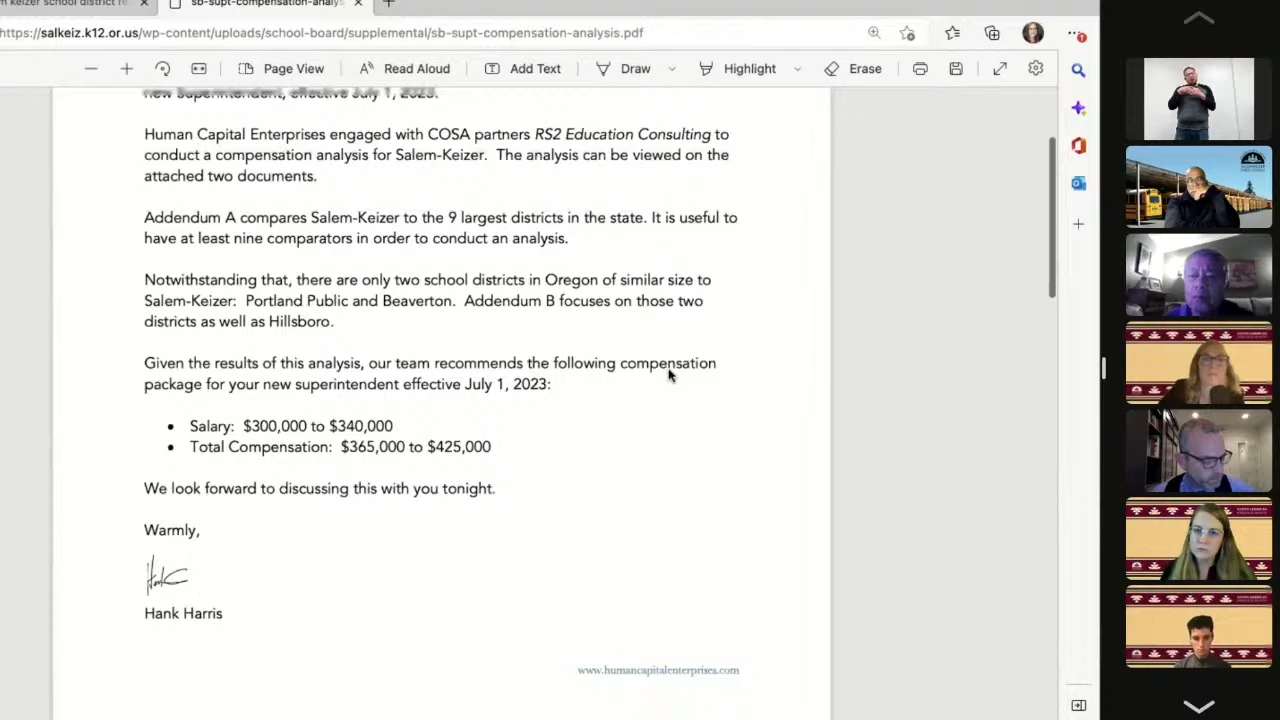 keizer school district re
sb-supt-compensation-analys
https://salkeiz.k12.or.us/wp-content/uploads/school-board/supplemental/sb-supt-compensation-analysis.pdf
Page View
Read Aloud
Add Text
Draw
Highlight
Erase
new Superintendent, effective July 1, 2023.
Human Capital Enterprises engaged with COSA partners RS2 Education Consulting to
conduct a compensation analysis for Salem-Keizer. The analysis can be viewed on the
attached two documents.
Addendum A compares Salem-Keizer to the 9 largest districts in the state. It is useful to
have at least nine comparators in order to conduct an analysis.
Notwithstanding that, there are only two school districts in Oregon of similar size to
Salem-Keizer: Portland Public and Beaverton. Addendum B focuses on those two
districts as well as Hillsboro.
Given the results of this analysis, our team recommends the following compensation
package for your new superintendent effective July 1, 2023:
• Salary: $300,000 to $340,000
• Total Compensation: $365,000 to $425,000
We look forward to discussing this with you tonight.
Warmly,
Hank Harris
www.humancapitalenterprises.com